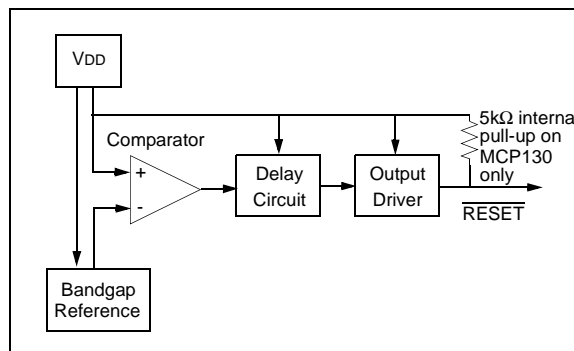 VDD
5kΩ interna
pull-up on
MCP130
only
Comparator
+
-
Delay
Circuit
Output
Driver
RESET
Bandgap
Reference